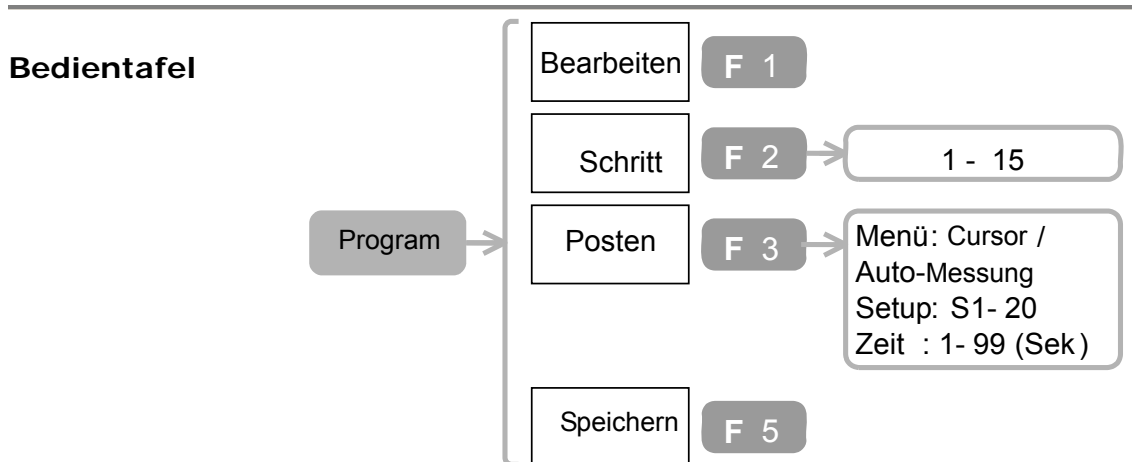 Bedientafel
Program
Bearbeiten F 1
Schritt F 2 1 - 15
Posten F 3
Menü: Cursor /
Auto-Messung
Setup: S1- 20
Zeit : 1- 99 (Sek)
Speichern F 5